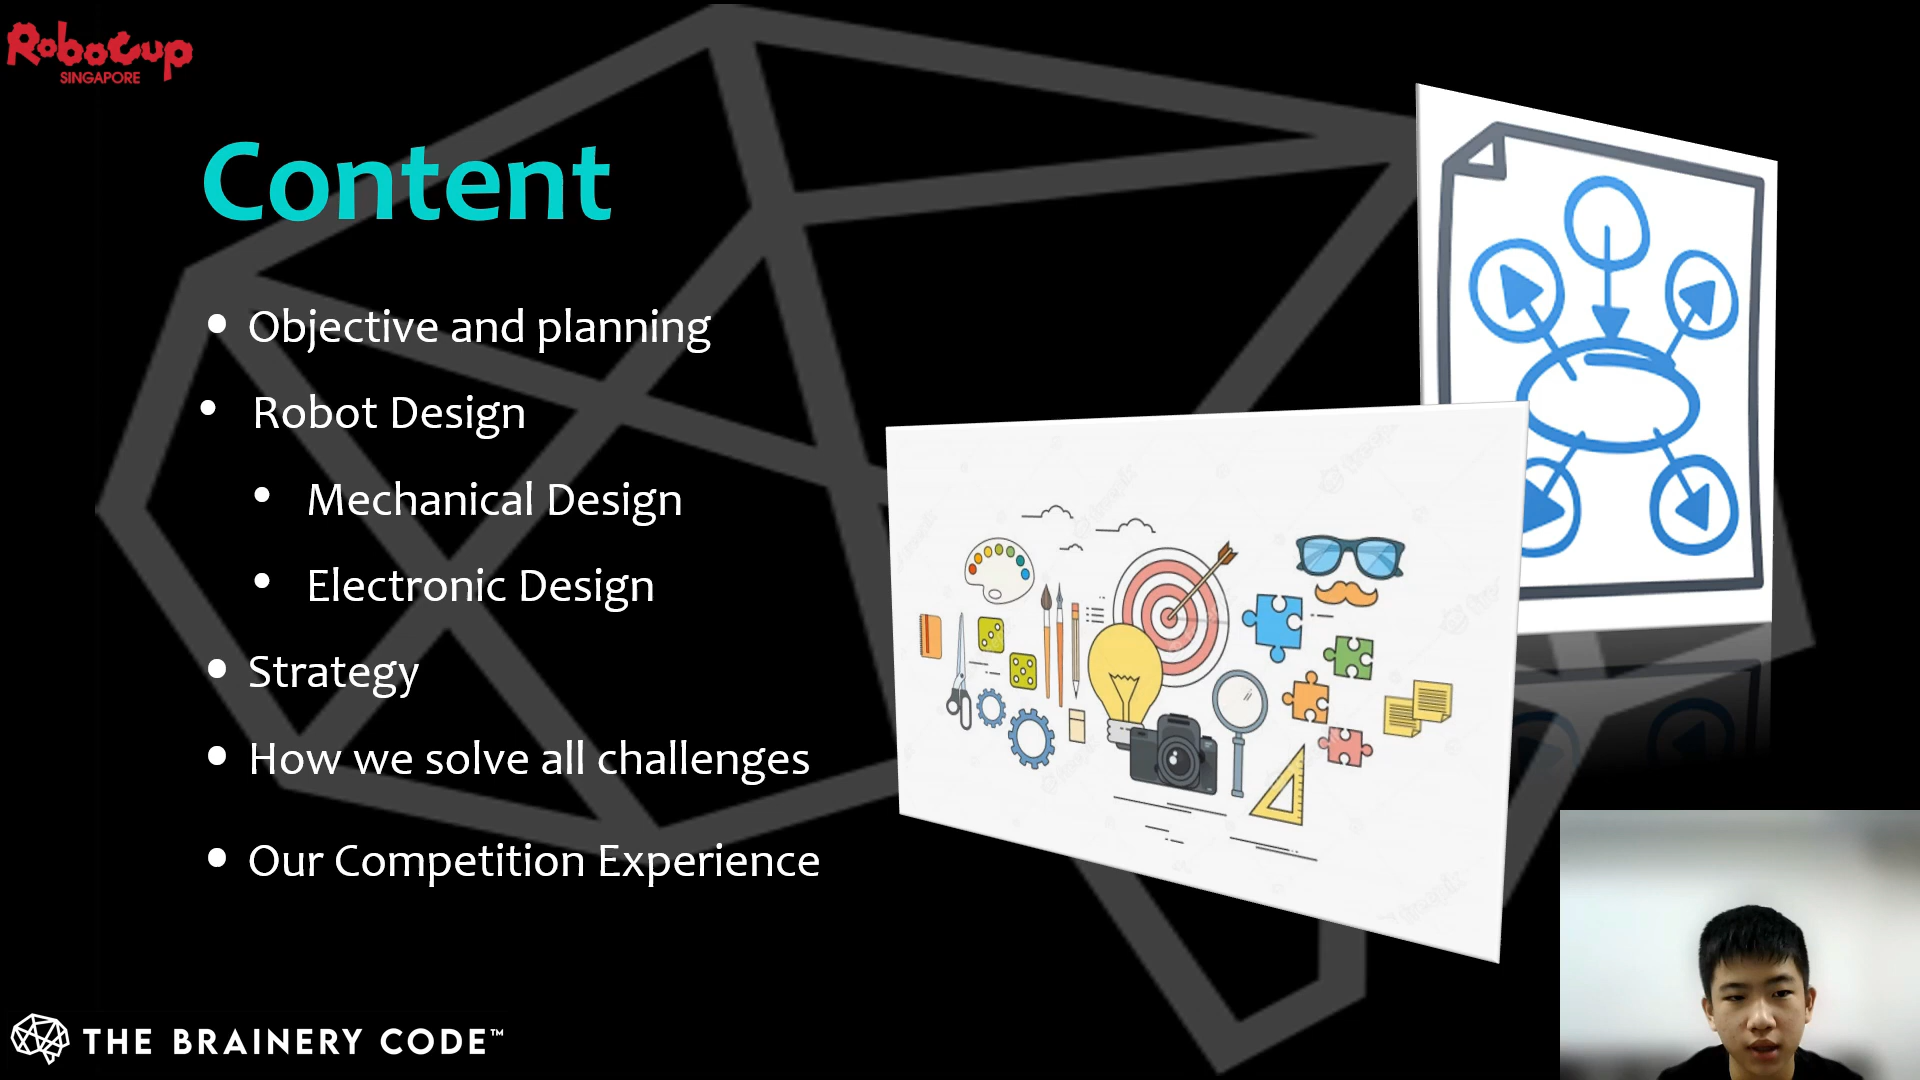 RoboCup
SINGAPORE
Content
• Objective and planning
• Robot Design
• Mechanical Design
• Electronic Design
• Strategy
• How we solve all challenges
• Our Competition Experience
THE BRAINERY CODE™